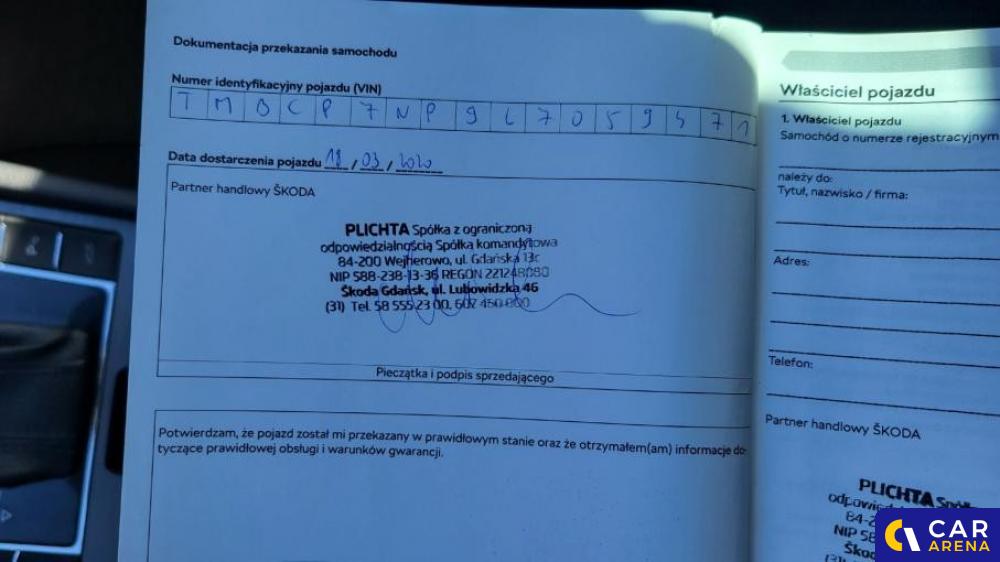 Dokumentacja przekazania samochodu
Numer identyfikacyjny pojazdu (VIN)
T M B C P 7 N P 9 L 7 0 5 9 5 7 1
Data dostarczenia pojazdu 18 / 03 / 2020
Partner handlowy ŠKODA
PLICHTA Spółka z ograniczoną
odpowiedzialnością Spółka komandytowa
84-200 Wejherowo, ul. Gdańska 13c
NIP 588-238-13-36 REGON 221248080
Škoda Gdańsk, ul. Lubowidzka 46
(31) Tel. 58 555 23 00, 607 450 800
Pieczątka i podpis sprzedającego
Potwierdzam, że pojazd został mi przekazany w prawidłowym stanie oraz że otrzymałem(am) informacje do-
tyczące prawidłowej obsługi i warunków gwarancji.
Właściciel pojazdu
1. Właściciel pojazdu
Samochód o numerze rejestracyjnym
należy do:
Tytuł, nazwisko / firma:
Adres:
Telefon:
Partner handlowy ŠKODA
PLICHTA
NIP
CAR
ARENA